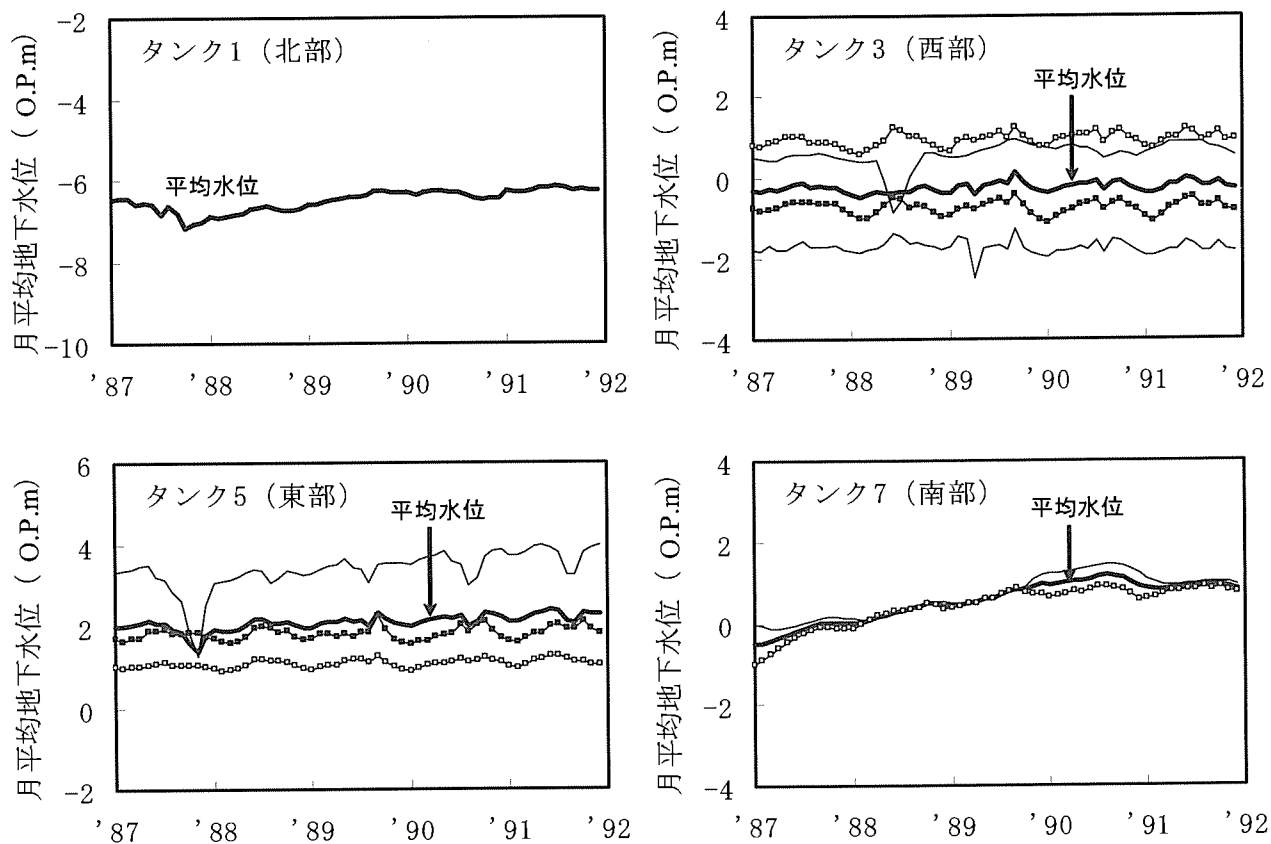 月平均地下水位 ( O.P.m)
-2
-4
-6
-8
-10
タンク1（北部）
平均水位
'87 '88 '89 '90 '91 '92
月平均地下水位 ( O.P.m)
4
2
0
-2
-4
タンク3（西部）
平均水位
'87 '88 '89 '90 '91 '92
月平均地下水位 ( O.P.m)
6
4
2
0
-2
タンク5（東部）
平均水位
'87 '88 '89 '90 '91 '92
月平均地下水位 ( O.P.m)
4
2
0
-2
-4
タンク7（南部）
平均水位
'87 '88 '89 '90 '91 '92